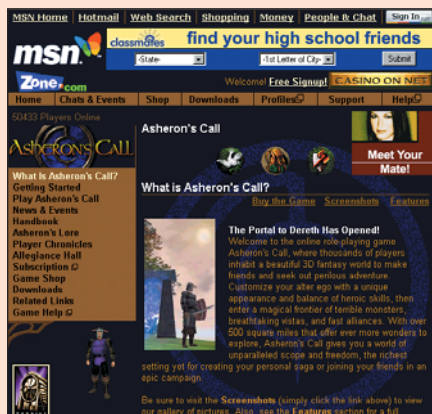 MSN Home | Hotmail | Web Search | Shopping | Money | People & Chat | Sign In
msn
classmates find your high school friends
-State- -1st Letter of City- Submit
Zone.com
Welcome! Free Signup! CASINO ON NET
Home Chats & Events Shop Downloads Profiles Support Help
50433 Players Online
ASHERON'S CALL
What is Asheron's Call?
Getting Started
Play Asheron's Call
News & Events
Handbook
Asheron's Lore
Player Chronicles
Allegiance Hall
Subscription
Game Shop
Downloads
Related Links
Game Help
Asheron's Call
Meet Your
Mate!
What is Asheron's Call?
Buy the Game Screenshots Features
The Portal to Dereth Has Opened!
Welcome to the online role-playing game
Asheron's Call, where thousands of players
inhabit a beautiful 3D fantasy world to make
friends and seek out perilous adventure.
Customize your alter ego with a unique
appearance and balance of heroic skills, then
enter a magical frontier of terrible monsters,
breathtaking vistas, and fast alliances. With over
500 square miles that offer ever more wonders to
explore, Asheron's Call gives you a world of
unparalleled scope and freedom, the richest
setting yet for creating your personal saga or joining your friends in an
epic campaign.
Be sure to visit the Screenshots (simply click the link above) to view
our gallery of pictures. Also, see the Features section for a full